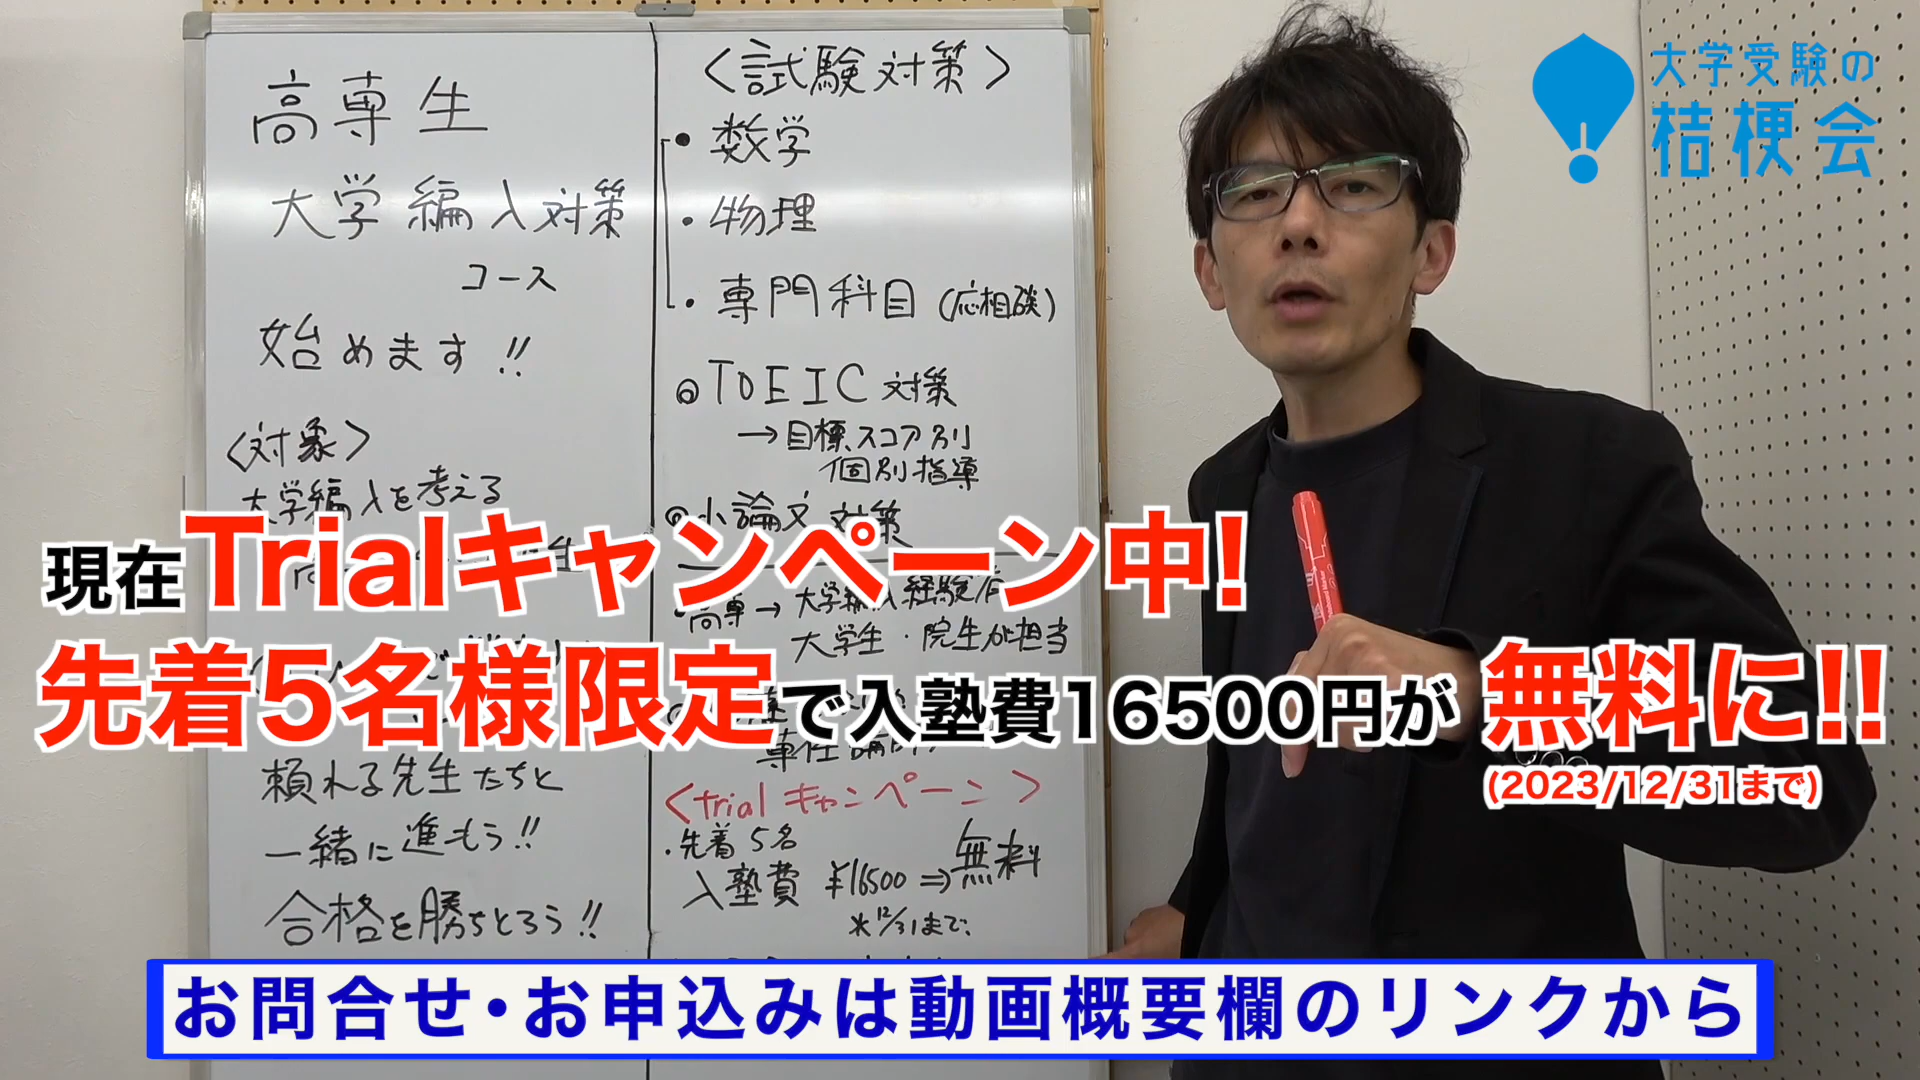 高専生
大学編入対策
コース
始めます!!
<対象>
大学編入を考える
頼れる先生たちと
一緒に進もう!!
合格を勝ちとろう!!
<試験対策>
・数学
・物理
・専門科目(応相談)
◎TOEIC対策
→目標スコア別
個別指導
◎小論文対策
・高専→大学編入経験有
大学生・院生が担当
<trialキャンペーン>
・先着5名
入塾費 ¥16500⇒無料
※12/31まで
大学受験の
桔梗会
現在Trialキャンペーン中!
先着5名様限定で入塾費16500円が 無料に!!
(2023/12/31まで)
お問合せ・お申込みは動画概要欄のリンクから